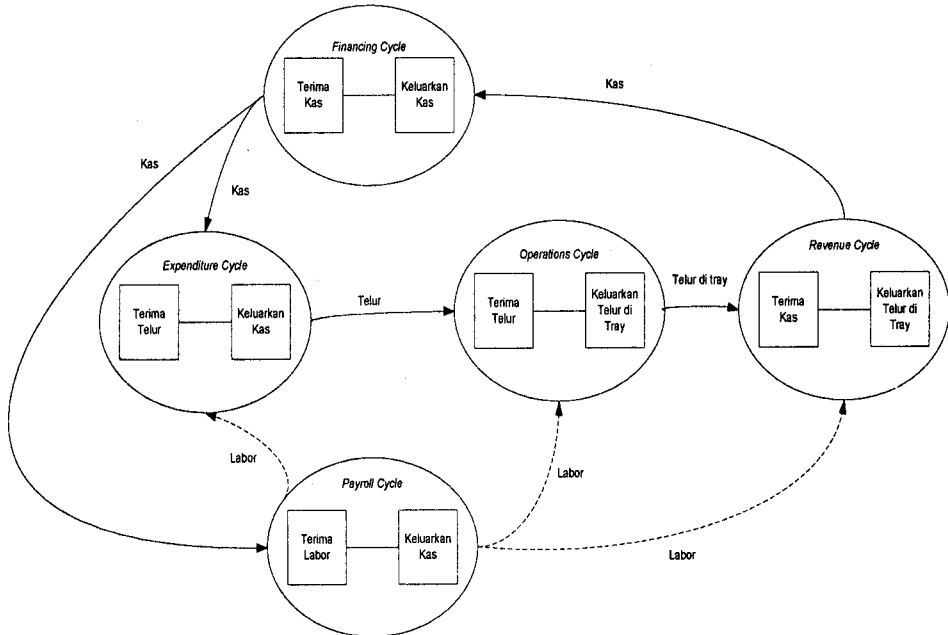 Financing Cycle
Terima
Kas
Keluarkan
Kas
Kas
Kas
Kas
Expenditure Cycle
Terima
Telur
Keluarkan
Kas
Telur
Operations Cycle
Terima
Telur
Keluarkan
Telur di
Tray
Telur di tray
Revenue Cycle
Terima
Kas
Keluarkan
Telur di
Tray
Labor
Labor
Labor
Payroll Cycle
Terima
Labor
Keluarkan
Kas